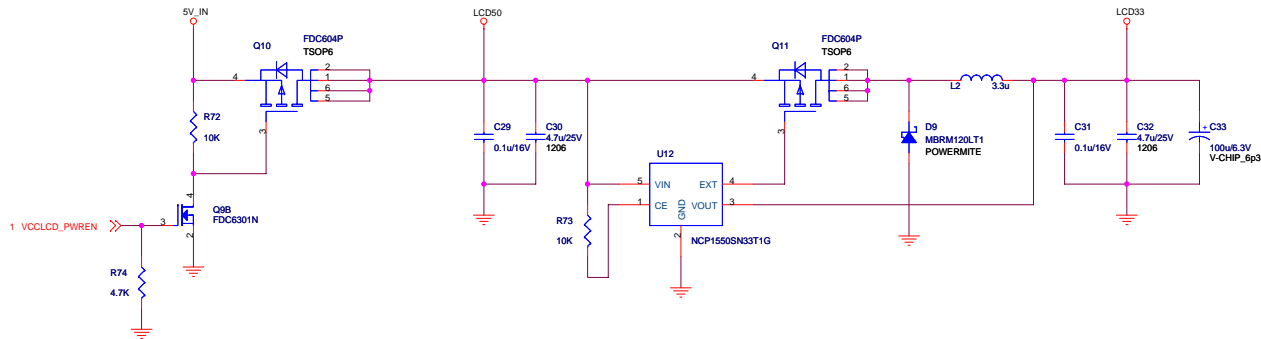 5V_IN
LCD50
LCD33
Q10
FDC604P
TSOP6
4
2
1
6
5
3
R72
10K
4
Q9B
FDC6301N
3
2
1 VCCLCD_PWREN
R74
4.7K
C29
0.1u/16V
C30
4.7u/25V
1206
R73
10K
U12
5 VIN EXT 4
1 CE VOUT 3
GND
2
NCP1550SN33T1G
Q11
FDC604P
TSOP6
4
2
1
6
5
3
D9
MBRM120LT1
POWERMITE
L2 3.3u
C31
0.1u/16V
C32
4.7u/25V
1206
+ C33
100u/6.3V
V-CHIP_6p3